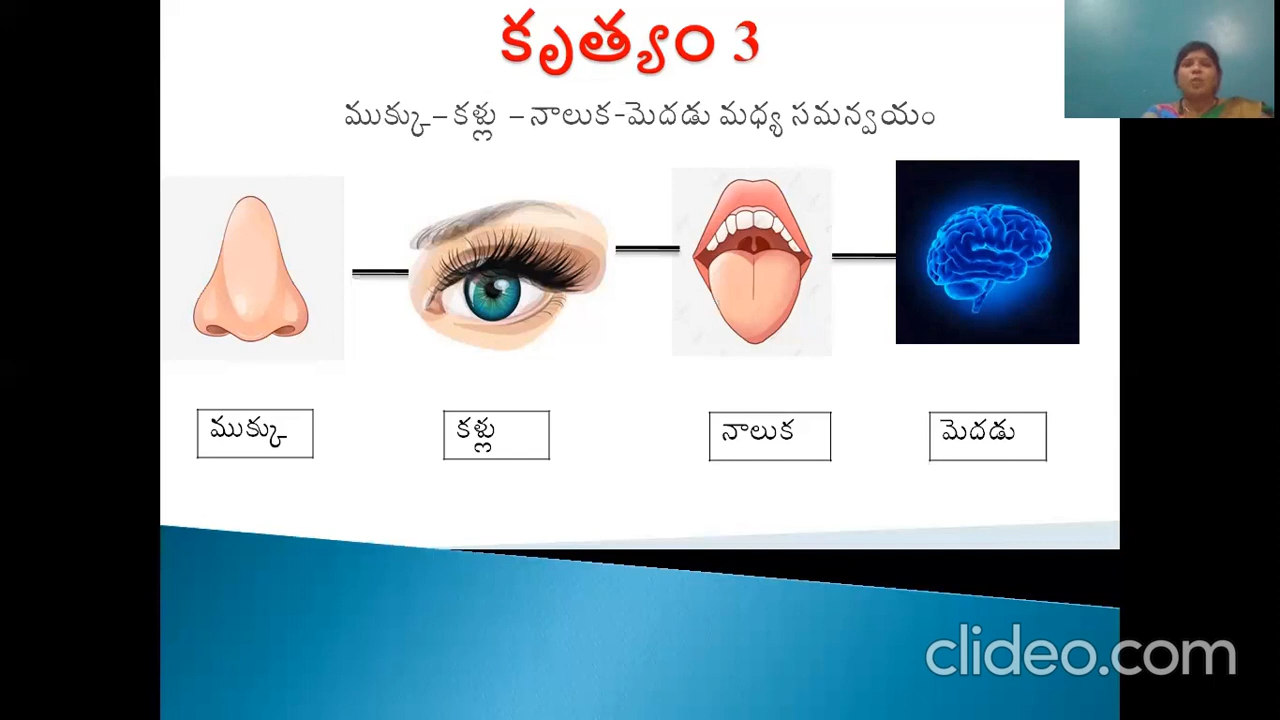 కృత్యం 3
ముక్కు– కళ్లు – నాలుక-మెదడు మధ్య సమన్వయం
ముక్కు
కళ్లు
నాలుక
మెదడు
clideo.com